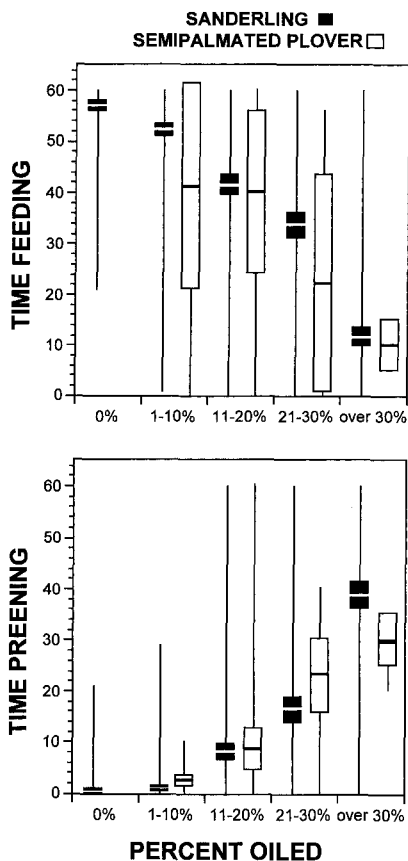 SANDERLING
SEMIPALMATED PLOVER
TIME FEEDING
60
50
40
30
20
10
0
0% 1-10% 11-20% 21-30% over 30%
TIME PREENING
60
50
40
30
20
10
0
0% 1-10% 11-20% 21-30% over 30%
PERCENT OILED